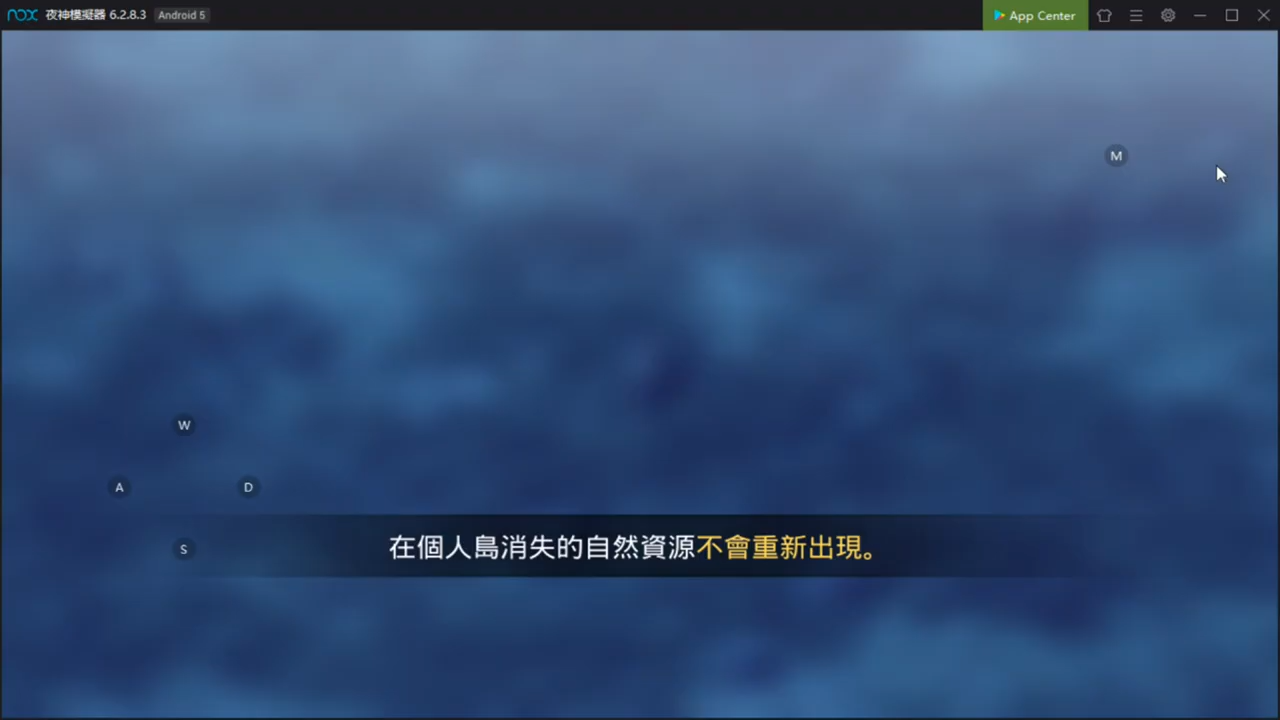 nox 夜神模擬器 6.2.8.3 Android 5 App Center
M
W
A D
S
在個人島消失的自然資源不會重新出現。